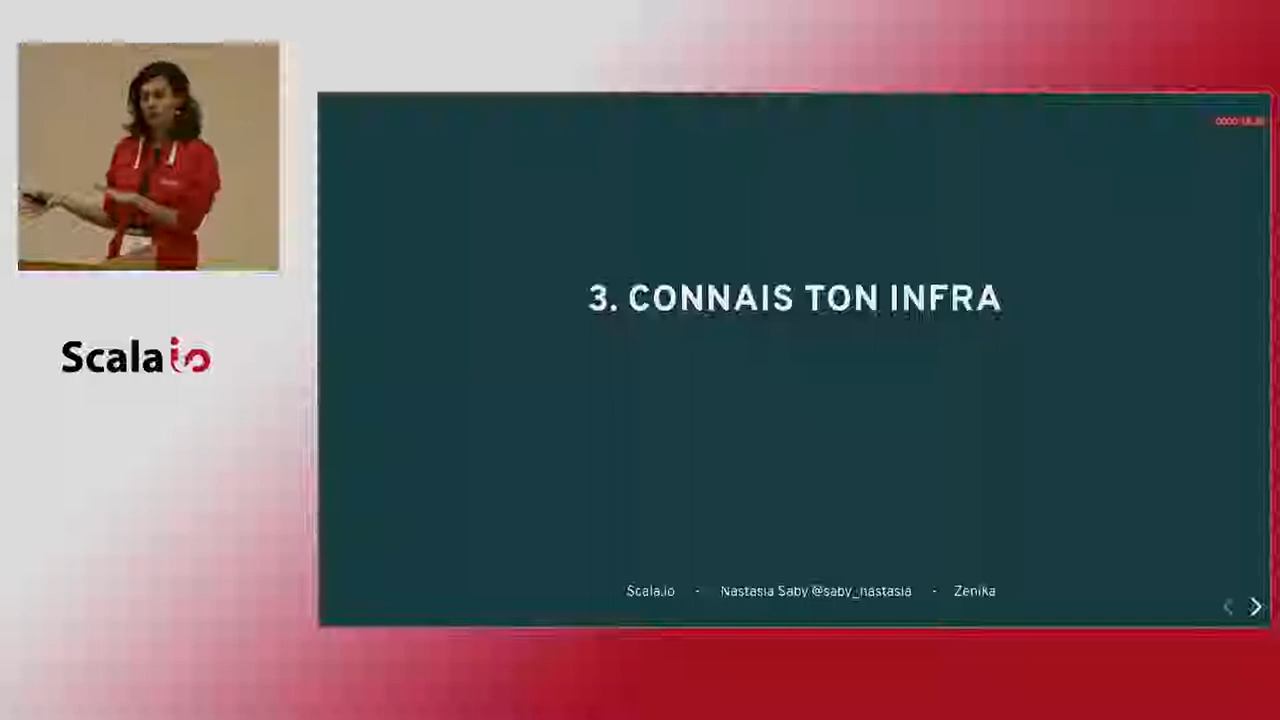 3. CONNAIS TON INFRA
Scala.io
Scala.io - Nastasia Saby @saby_nastasia - Zenika